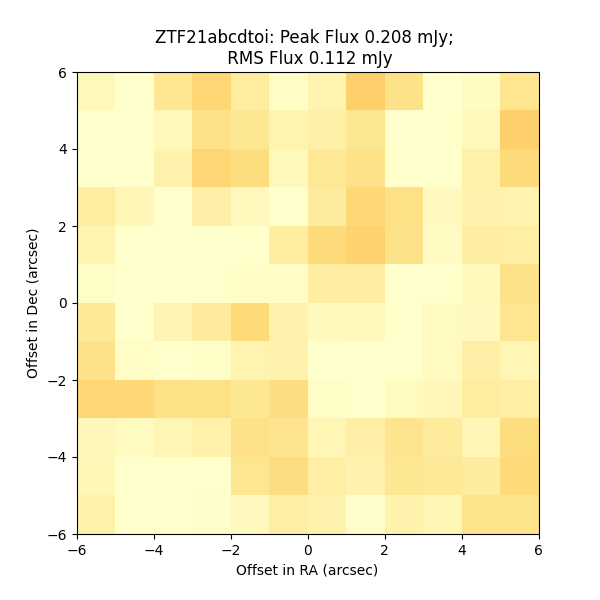 ZTF21abcdtoi: Peak Flux 0.208 mJy;
RMS Flux 0.112 mJy
6
4
2
0
−2
−4
−6
Offset in Dec (arcsec)
−6 −4 −2 0 2 4 6
Offset in RA (arcsec)